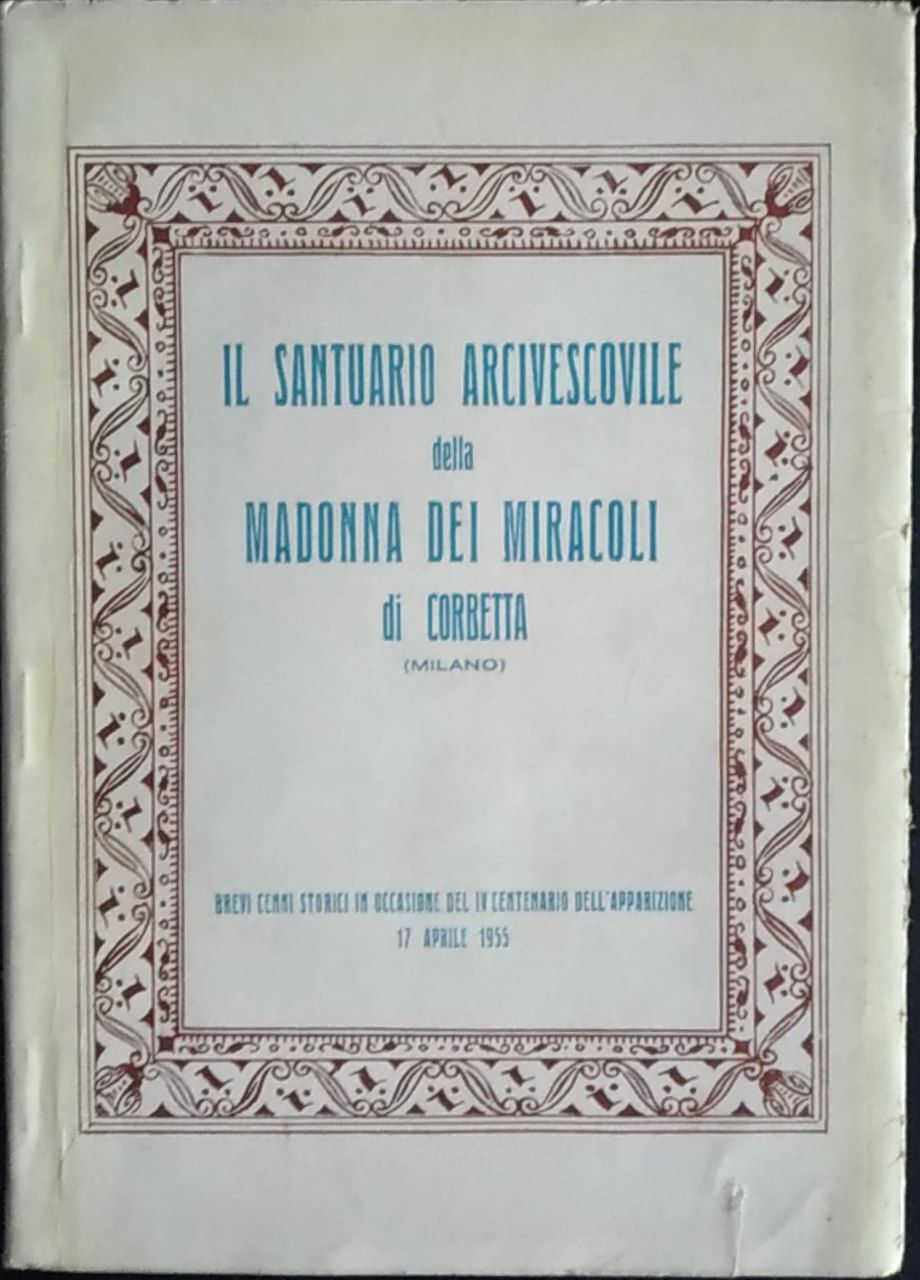 IL SANTUARIO ARCIVESCOVILE
della
MADONNA DEI MIRACOLI
di CORBETTA
(MILANO)
BREVI CENNI STORICI IN OCCASIONE DEL IV CENTENARIO DELL'APPARIZIONE
17 APRILE 1955